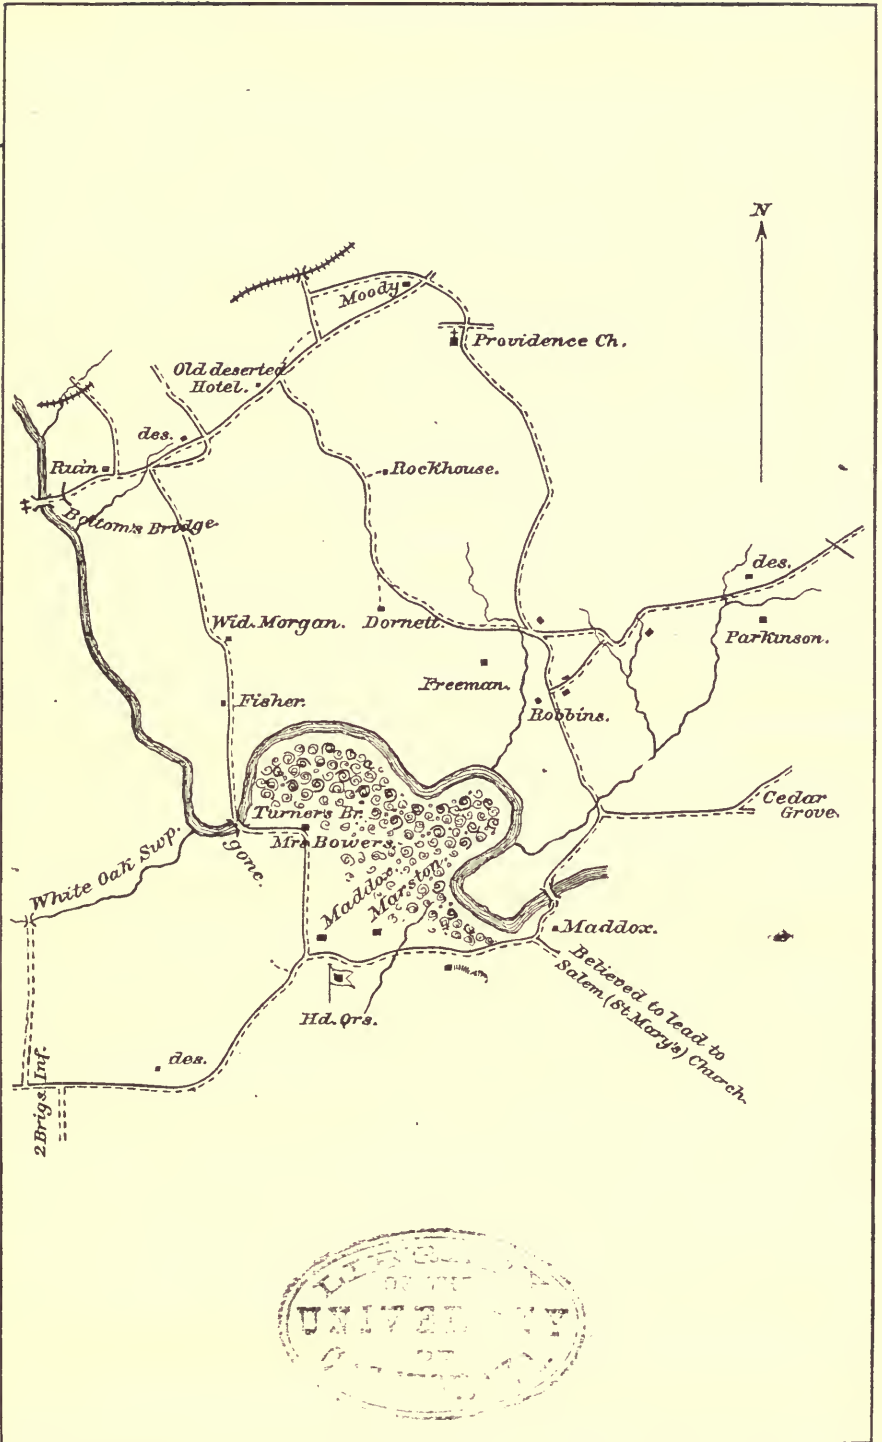 N
Moody
Providence Ch.
Old deserted
Hotel.
des.
Ruin
Rockhouse.
Bottom's Bridge.
des.
Wid. Morgan.
Dornett.
Parkinson.
Freeman.
Fisher.
Robbins.
Turner's Br.
gone.
Mrs Bowers.
Cedar
Grove.
White Oak Swp.
Maddox.
Marston.
Maddox.
Believed to lead to
Salem (St Mary's) Church.
Hd. Qrs.
des.
2 Brigs. Inf.
OF THE